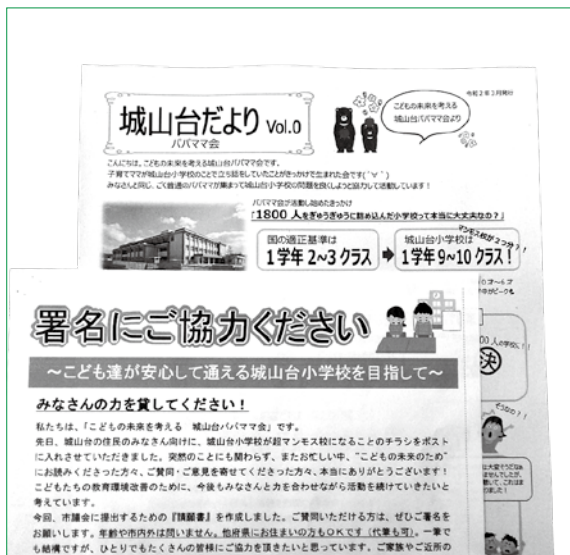 令和2年1月発行
城山台だより Vol.0
パパママ会
こどもの未来を考える
城山台パパママ会より
こんにちは。こどもの未来を考える城山台パパママ会です。
子育てママが城山台小学校のことで立ち話をしていたことがきっかけで生まれた会です(´∀`)
みなさんと同じ、ごく普通のパパママが集まって城山台小学校の問題を良くしようと協力して活動しています！
パパママ会が活動し始めたきっかけ
「1800 人をぎゅうぎゅうに詰め込んだ小学校って本当に大丈夫なの？」
国の適正基準は
1学年 2~3 クラス
城山台小学校は
1学年 9~10 クラス！
マンモス校が2つ分？！
決
署名にご協力ください
～こども達が安心して通える城山台小学校を目指して～
みなさんの力を貸してください！
私たちは、「こどもの未来を考える 城山台パパママ会」です。
先日、城山台の住民のみなさん向けに、城山台小学校が超マンモス校になることのチラシをポスト
に入れさせていただきました。突然のことにも関わらず、またお忙しい中、“こどもの未来のため”
にお読みくださった方々、ご賛同・ご意見を寄せてくださった方々、本当にありがとうございます！
こどもたちの教育環境改善のために、今後もみなさんと力を合わせながら活動を続けていきたいと
考えています。
今回、市議会に提出するための『請願書』を作成しました。ご賛同いただける方は、ぜひご署名を
お願いします。年齢や市内外は問いません。他府県にお住まいの方もＯＫです（代筆も可）。一筆で
も結構ですが、ひとりでもたくさんの皆様にご協力を頂きたいと思っています。ご家族やご近所の